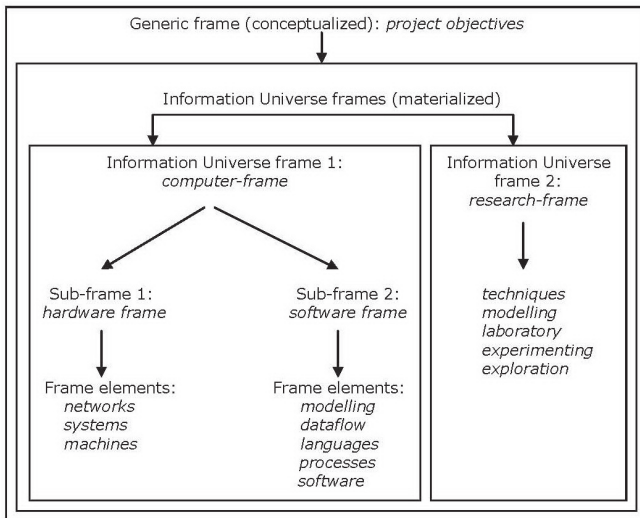 Generic frame (conceptualized): project objectives
Information Universe frames (materialized)
Information Universe frame 1:
computer-frame
Sub-frame 1:
hardware frame
Frame elements:
networks
systems
machines
Sub-frame 2:
software frame
Frame elements:
modelling
dataflow
languages
processes
software
Information Universe
frame 2:
research-frame
techniques
modelling
laboratory
experimenting
exploration